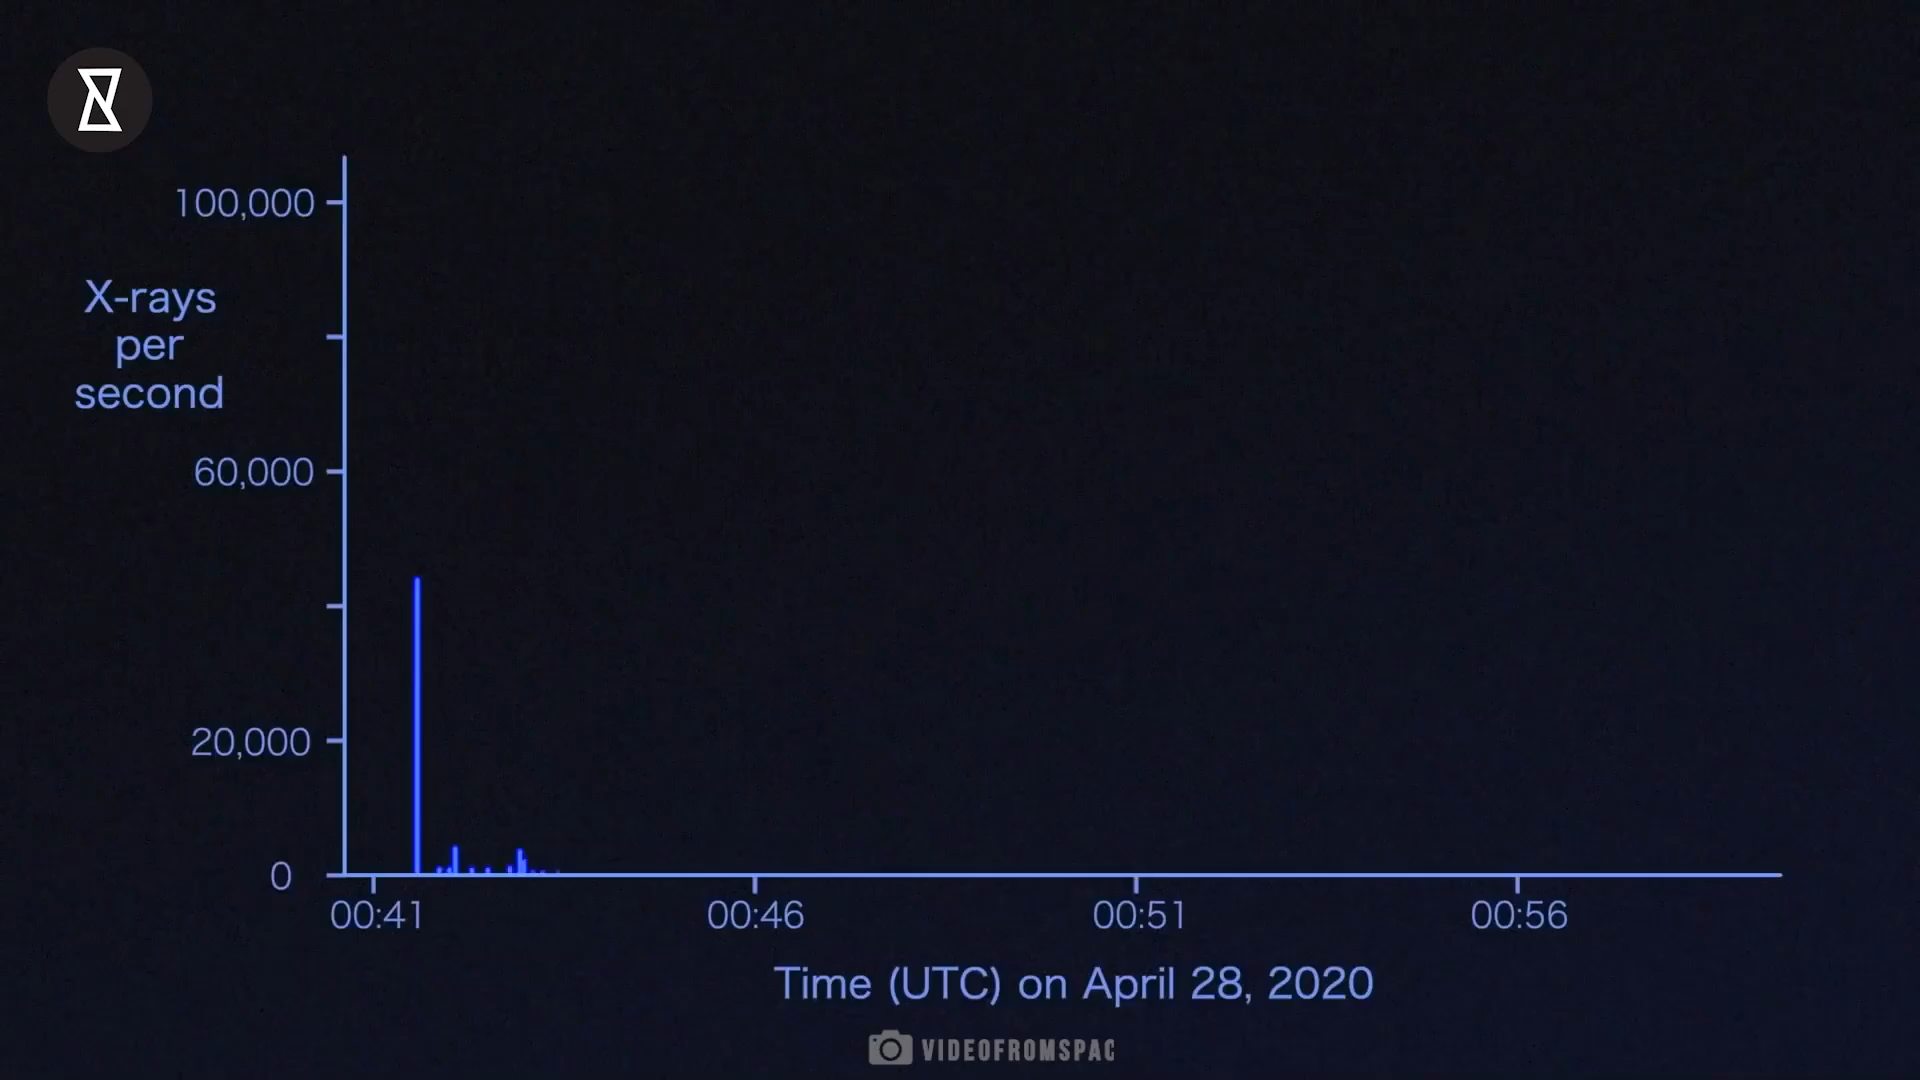 100,000
X-rays
per
second
60,000
20,000
0
00:41 00:46 00:51 00:56
Time (UTC) on April 28, 2020
VIDEOFROMSPAC